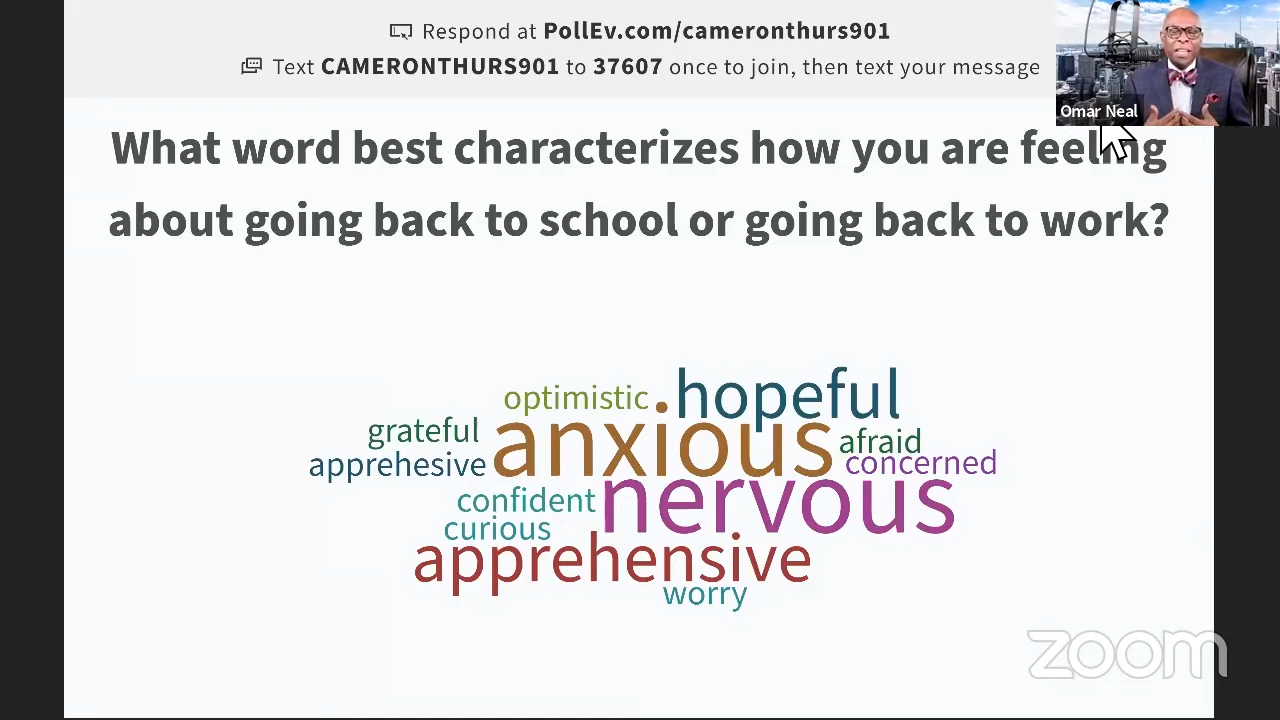 Respond at PollEv.com/cameronthurs901
Text CAMERONTHURS901 to 37607 once to join, then text your message
Omar Neal
What word best characterizes how you are feeling
about going back to school or going back to work?
optimistic
hopeful
grateful
anxious
afraid
apprehesive
concerned
confident
nervous
curious
apprehensive
worry
zoom